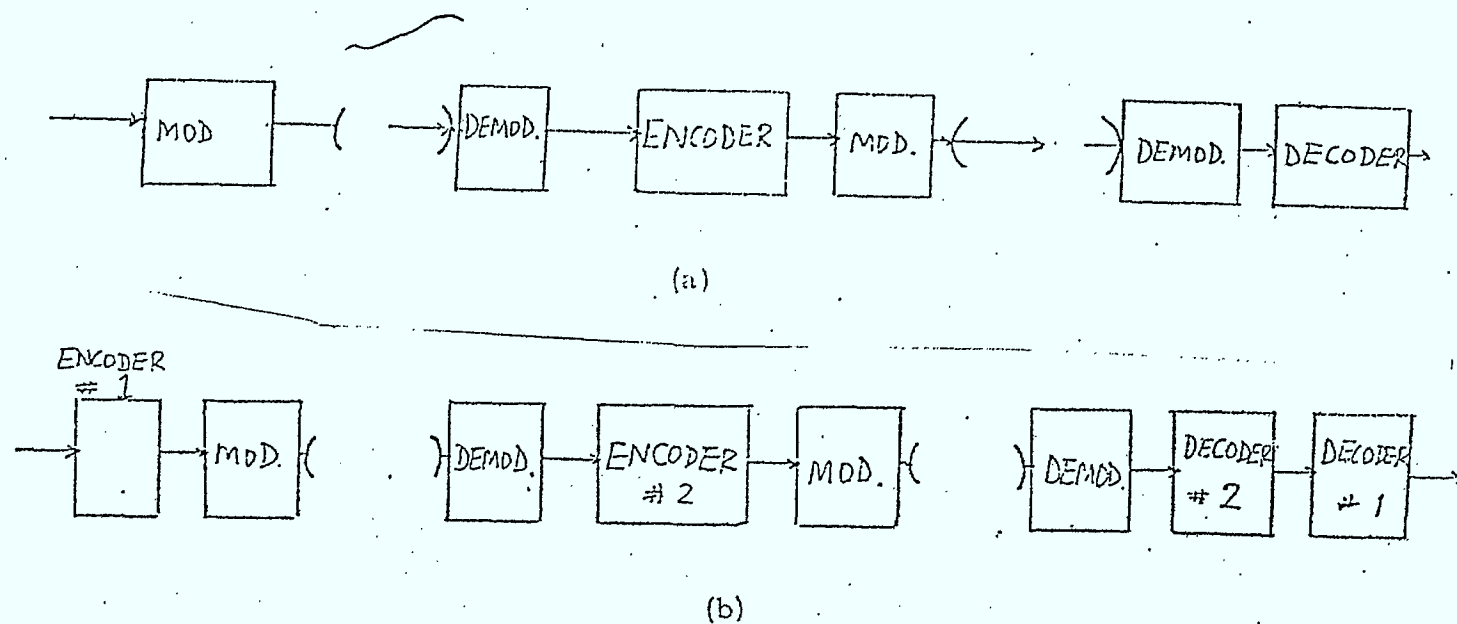 MOD DEMOD. ENCODER MOD. DEMOD. DECODER
(a)
ENCODER
# 1
MOD. DEMOD. ENCODER # 2 MOD. DEMOD. DECODER # 2 DECODER # 1
(b)